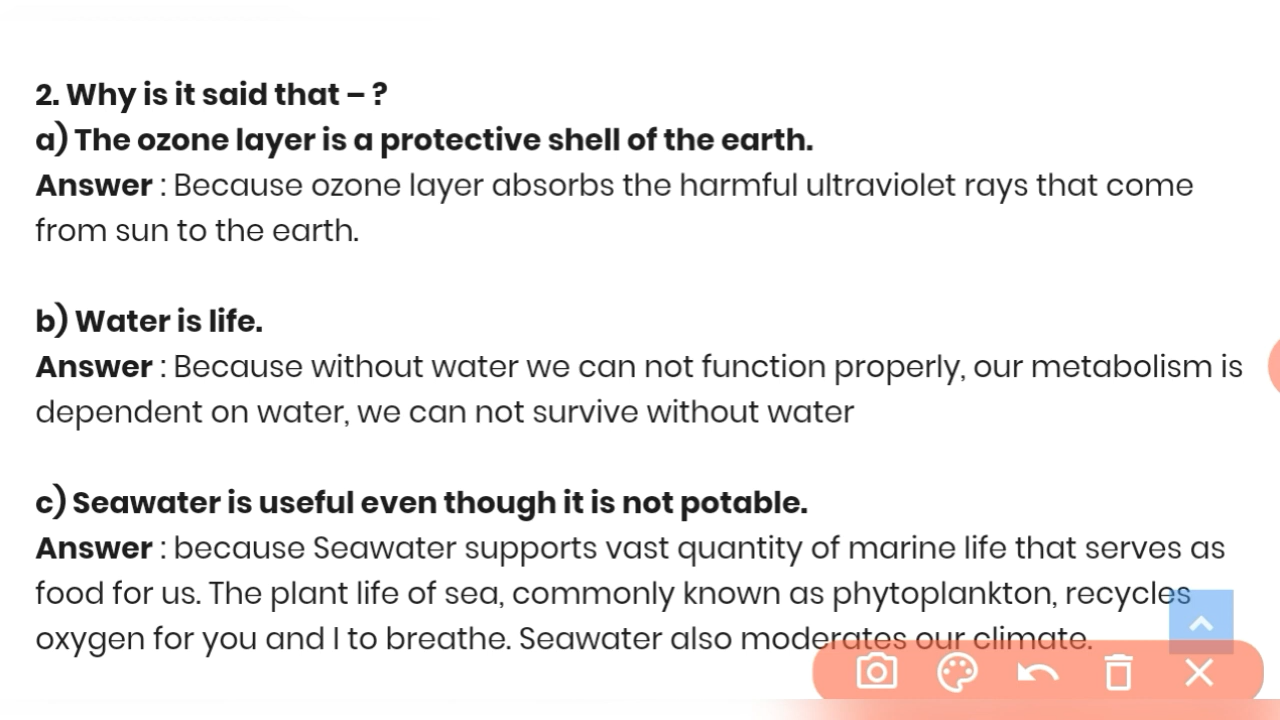 2. Why is it said that – ?
a) The ozone layer is a protective shell of the earth.
Answer : Because ozone layer absorbs the harmful ultraviolet rays that come
from sun to the earth.
b) Water is life.
Answer : Because without water we can not function properly, our metabolism is
dependent on water, we can not survive without water
c) Seawater is useful even though it is not potable.
Answer : because Seawater supports vast quantity of marine life that serves as
food for us. The plant life of sea, commonly known as phytoplankton, recycles
oxygen for you and I to breathe. Seawater also moderates our climate.